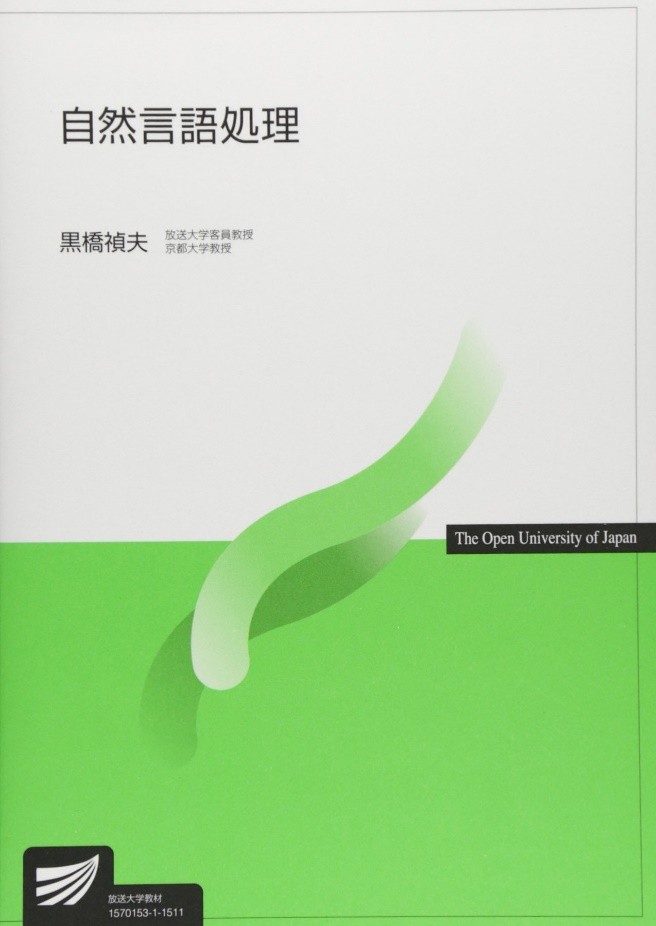 自然言語処理
黒橋禎夫
放送大学客員教授
京都大学教授
The Open University of Japan
放送大学教材
1570153-1-1511